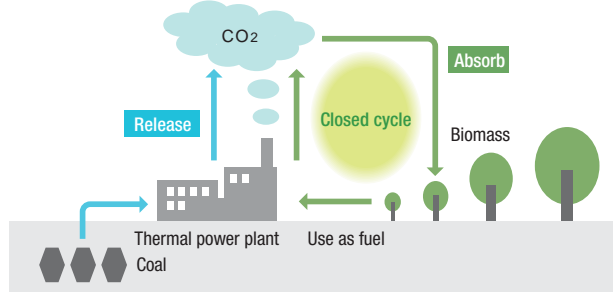 CO2
Absorb
Release
Closed cycle
Biomass
Thermal power plant
Use as fuel
Coal